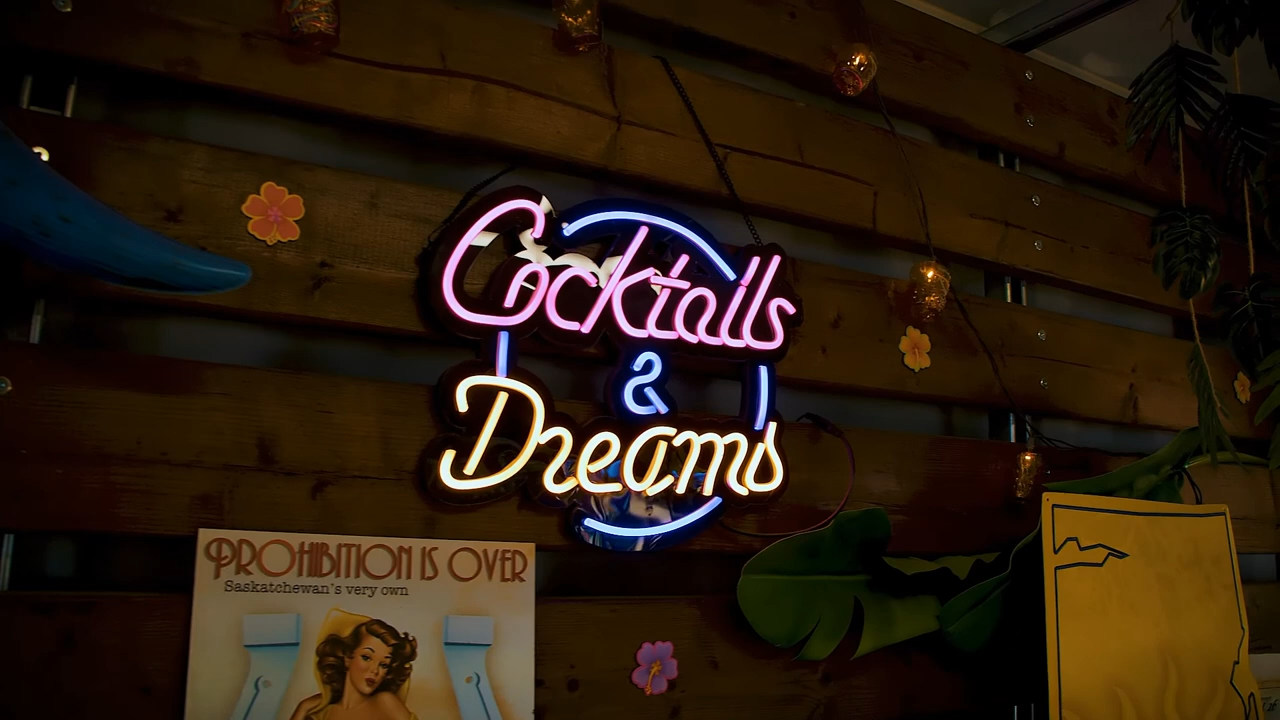 Cocktails
&
Dreams
PROHIBITION IS OVER
Saskatchewan's very own